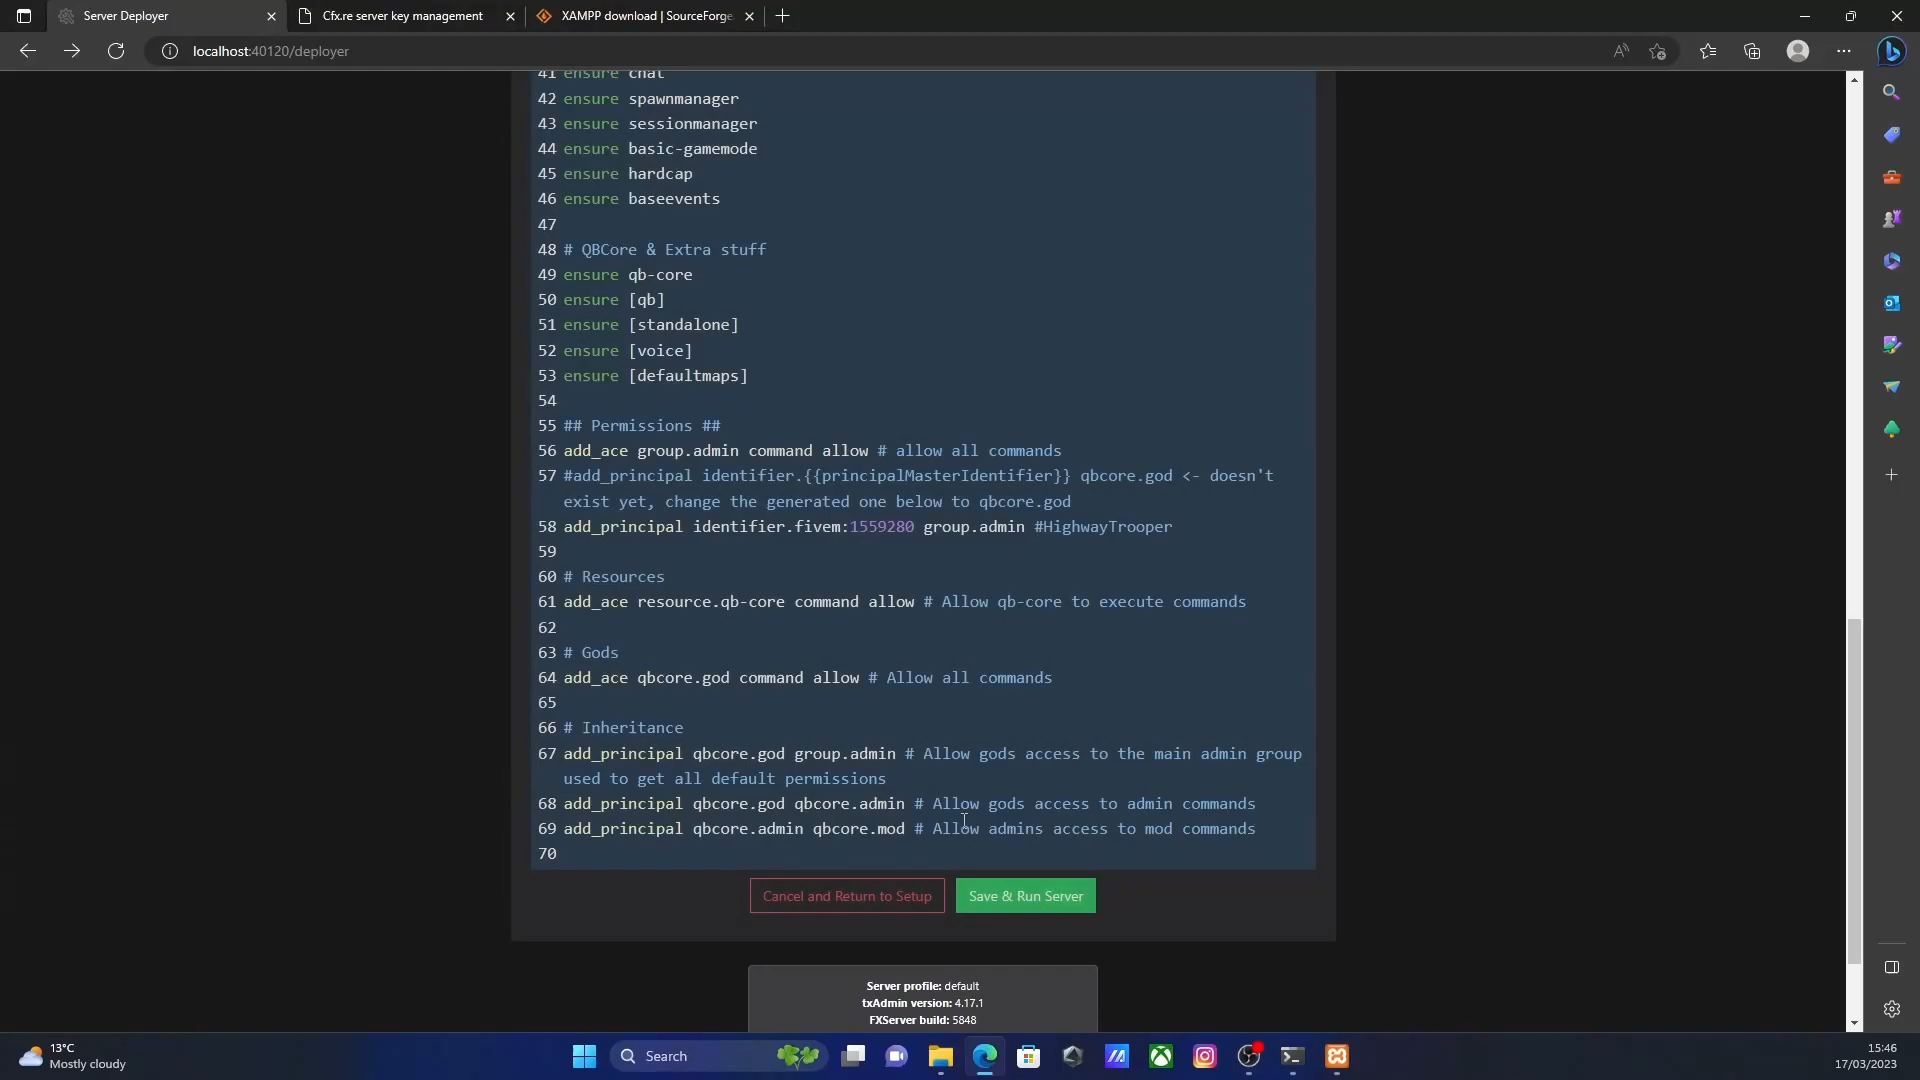 Server Deployer
Cfx.re server key management
XAMPP download | SourceForge.
localhost:40120/deployer
41 ensure chat
42 ensure spawnmanager
43 ensure sessionmanager
44 ensure basic-gamemode
45 ensure hardcap
46 ensure baseevents
47
48 # QBCore & Extra stuff
49 ensure qb-core
50 ensure [qb]
51 ensure [standalone]
52 ensure [voice]
53 ensure [defaultmaps]
54
55 ## Permissions ##
56 add_ace group.admin command allow # allow all commands
57 #add_principal identifier.{{principalMasterIdentifier}} qbcore.god <- doesn't
exist yet, change the generated one below to qbcore.god
58 add_principal identifier.fivem:1559280 group.admin #HighwayTrooper
59
60 # Resources
61 add_ace resource.qb-core command allow # Allow qb-core to execute commands
62
63 # Gods
64 add_ace qbcore.god command allow # Allow all commands
65
66 # Inheritance
67 add_principal qbcore.god group.admin # Allow gods access to the main admin group
used to get all default permissions
68 add_principal qbcore.god qbcore.admin # Allow gods access to admin commands
69 add_principal qbcore.admin qbcore.mod # Allow admins access to mod commands
70
Cancel and Return to Setup
Save & Run Server
Server profile: default
txAdmin version: 4.17.1
FXServer build: 5848
13°C
Mostly cloudy
Search
15:46
17/03/2023